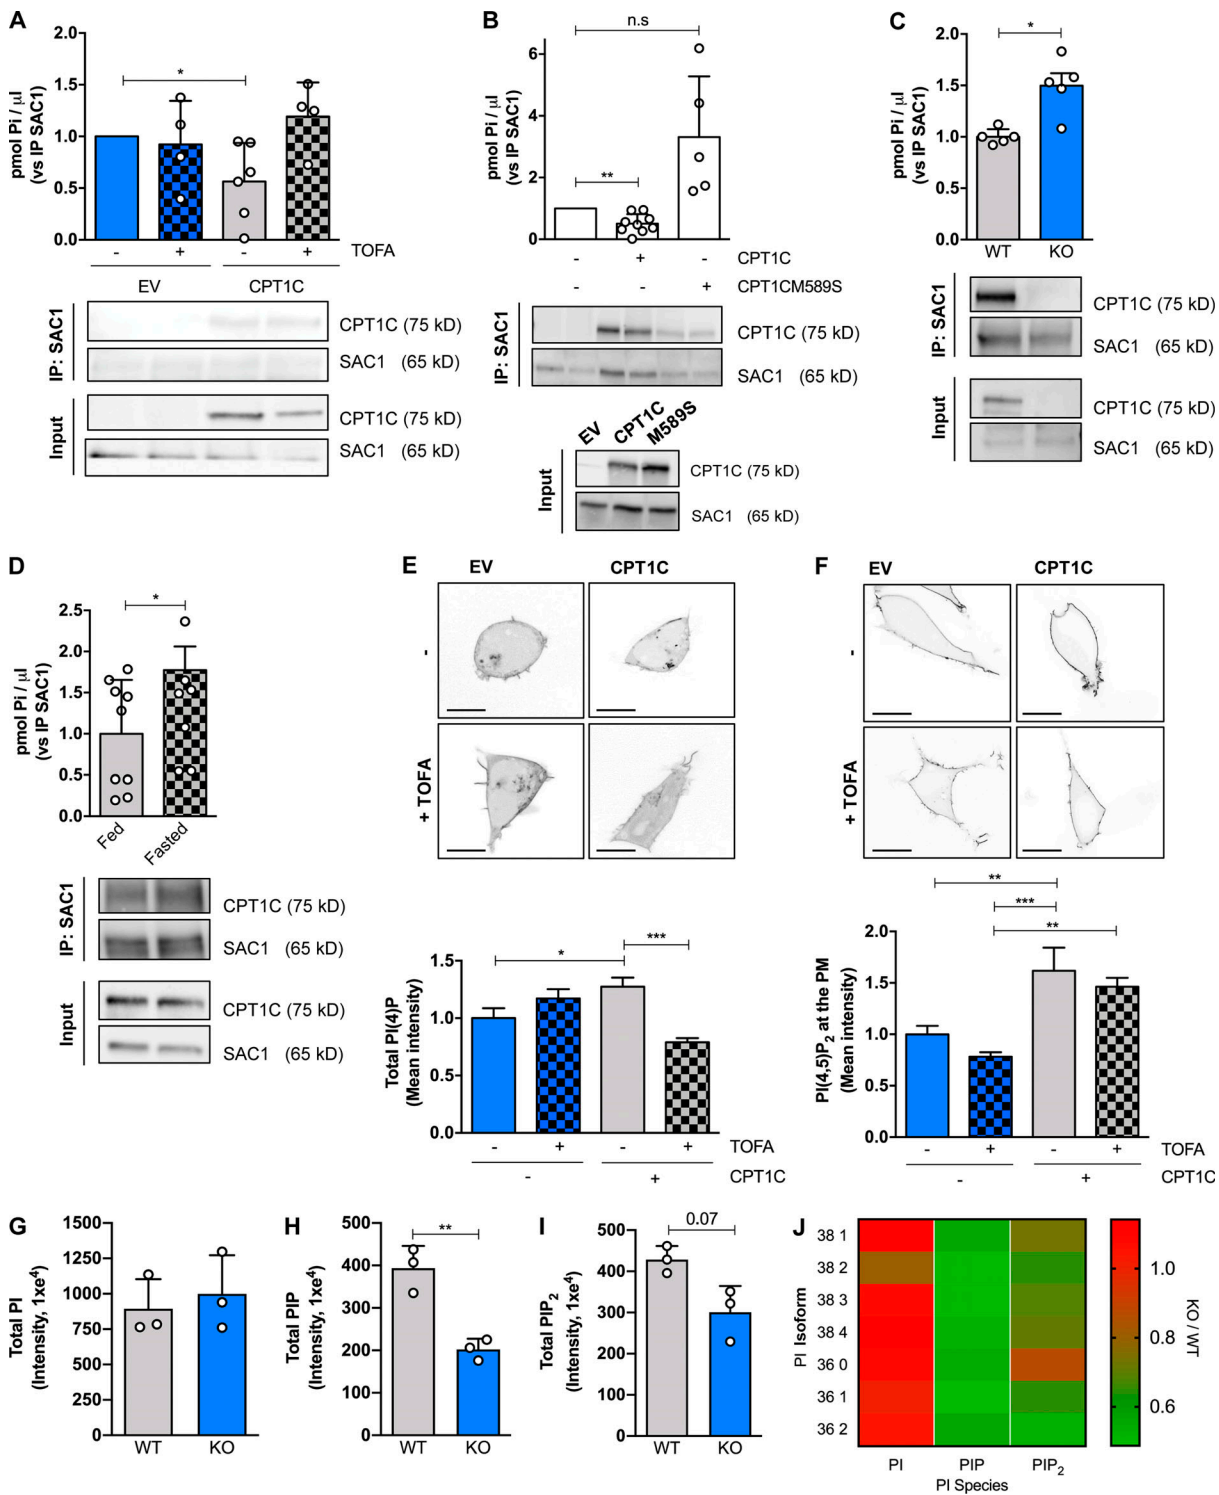 A
pmol Pi / µl
(vs IP SAC1)
2.0
1.5
1.0
0.5
0.0
*
- + - + TOFA
EV CPT1C
IP: SAC1
CPT1C (75 kD)
SAC1 (65 kD)
Input
CPT1C (75 kD)
SAC1 (65 kD)
B
n.s
pmol Pi / µl
(vs IP SAC1)
6
4
2
0
**
- + - CPT1C
- - + CPT1CM589S
IP: SAC1
CPT1C (75 kD)
SAC1 (65 kD)
EV CPT1C M589S
Input
CPT1C (75 kD)
SAC1 (65 kD)
C
pmol Pi / µl
(vs IP SAC1)
2.0
1.5
1.0
0.5
0.0
*
WT KO
IP: SAC1
CPT1C (75 kD)
SAC1 (65 kD)
Input
CPT1C (75 kD)
SAC1 (65 kD)
D
pmol Pi / µl
(vs IP SAC1)
2.5
2.0
1.5
1.0
0.5
0.0
*
Fed Fasted
IP: SAC1
CPT1C (75 kD)
SAC1 (65 kD)
Input
CPT1C (75 kD)
SAC1 (65 kD)
E
EV CPT1C
-
+ TOFA
Total PI(4)P
(Mean intensity)
1.5
1.0
0.5
0.0
* ***
- + - + TOFA
- + CPT1C
F
EV CPT1C
-
+ TOFA
PI(4,5)P2 at the PM
(Mean intensity)
2.0
1.5
1.0
0.5
0.0
**
***
**
- + - + TOFA
- + CPT1C
G
Total PI
(Intensity, 1xe4)
1500
1250
1000
750
500
250
0
WT KO
H
Total PIP
(Intensity, 1xe4)
500
400
300
200
100
0
**
WT KO
I
Total PIP2
(Intensity, 1xe4)
500
400
300
200
100
0
0.07
WT KO
J
PI Isoform
38 1
38 2
38 3
38 4
36 0
36 1
36 2
PI PIP PIP2
PI Species
1.0
0.8
0.6
KO / WT